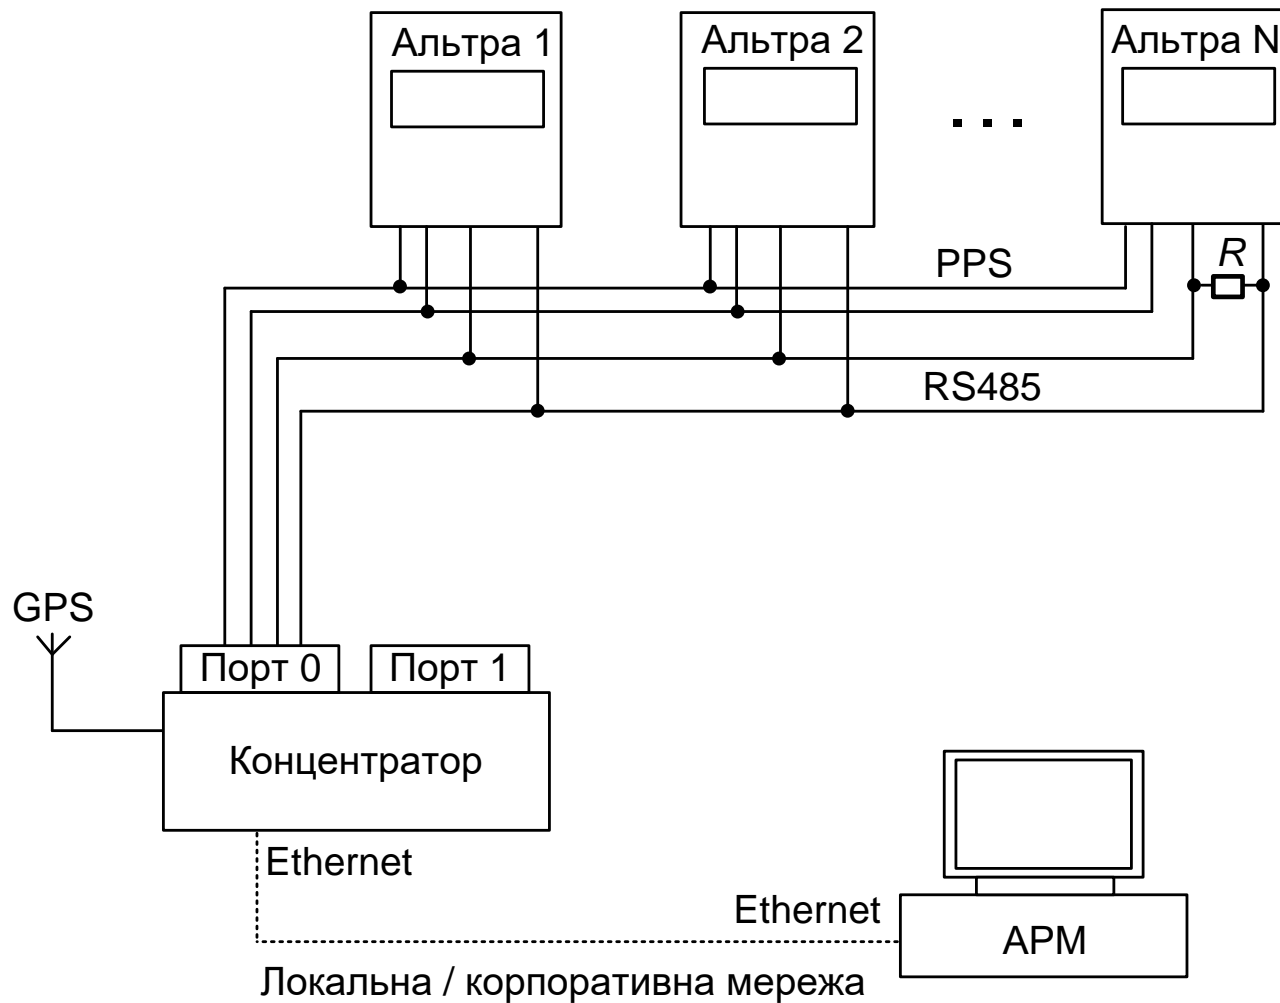 Альтра 1
Альтра 2
Альтра N
. . .
PPS
R
RS485
GPS
Порт 0
Порт 1
Концентратор
Ethernet
Ethernet
АРМ
Локальна / корпоративна мережа